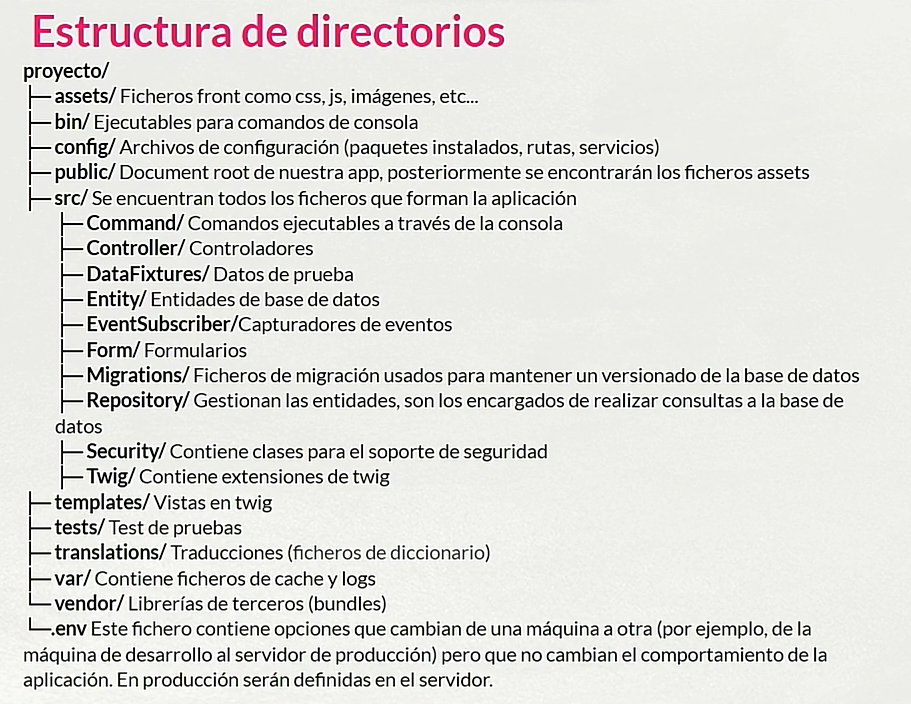 Estructura de directorios
proyecto/
├─ assets/ Ficheros front como css, js, imágenes, etc...
├─ bin/ Ejecutables para comandos de consola
├─ config/ Archivos de configuración (paquetes instalados, rutas, servicios)
├─ public/ Document root de nuestra app, posteriormente se encontrarán los ficheros assets
├─ src/ Se encuentran todos los ficheros que forman la aplicación
├─ Command/ Comandos ejecutables a través de la consola
├─ Controller/ Controladores
├─ DataFixtures/ Datos de prueba
├─ Entity/ Entidades de base de datos
├─ EventSubscriber/Capturadores de eventos
├─ Form/ Formularios
├─ Migrations/ Ficheros de migración usados para mantener un versionado de la base de datos
├─ Repository/ Gestionan las entidades, son los encargados de realizar consultas a la base de
datos
├─ Security/ Contiene clases para el soporte de seguridad
├─ Twig/ Contiene extensiones de twig
├─ templates/ Vistas en twig
├─ tests/ Test de pruebas
├─ translations/ Traducciones (ficheros de diccionario)
├─ var/ Contiene ficheros de cache y logs
└─ vendor/ Librerías de terceros (bundles)
└─.env Este fichero contiene opciones que cambian de una máquina a otra (por ejemplo, de la
máquina de desarrollo al servidor de producción) pero que no cambian el comportamiento de la
aplicación. En producción serán definidas en el servidor.